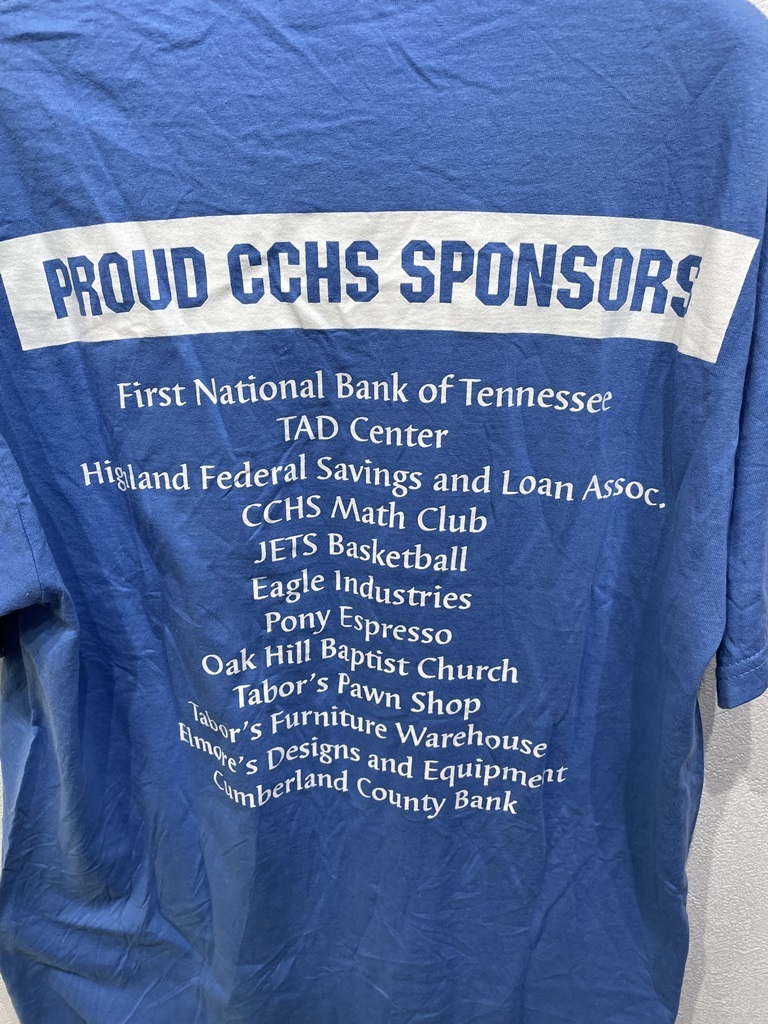 PROUD CCHS SPONSORS
First National Bank of Tennessee
TAD Center
Highland Federal Savings and Loan Assoc.
CCHS Math Club
JETS Basketball
Eagle Industries
Pony Espresso
Oak Hill Baptist Church
Tabor's Pawn Shop
Tabor's Furniture Warehouse
Elmore's Designs and Equipment
Cumberland County Bank